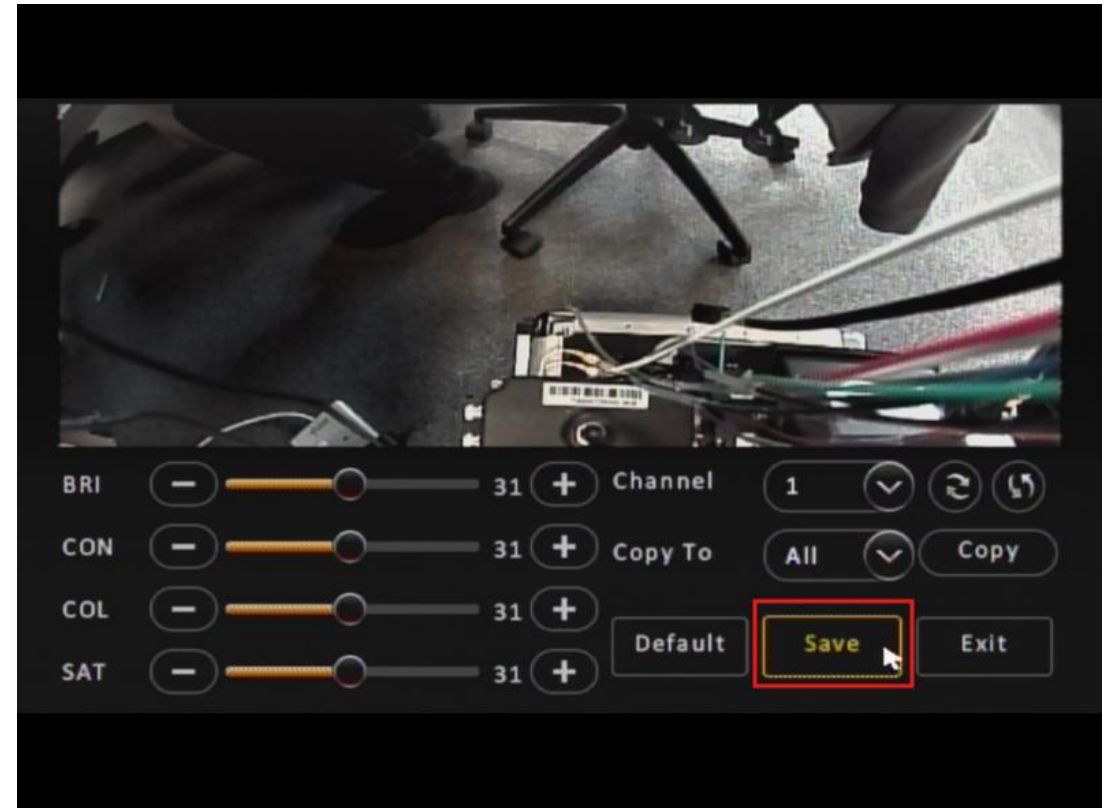 BRI 31 Channel 1
CON 31 Copy To All Copy
COL 31
Default Save Exit
SAT 31